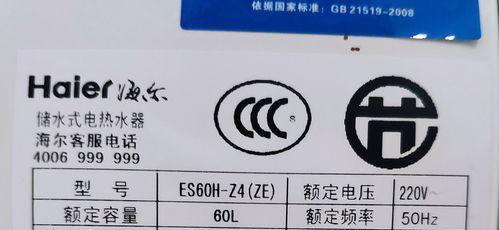 依据国家标准：GB 21519-2008
Haier 海尔
CCC S
储水式电热水器
海尔客服电话
4006 999 999
型 号 ES60H-Z4(ZE) 额定电压 220V~
额定容量 60L 额定频率 50Hz